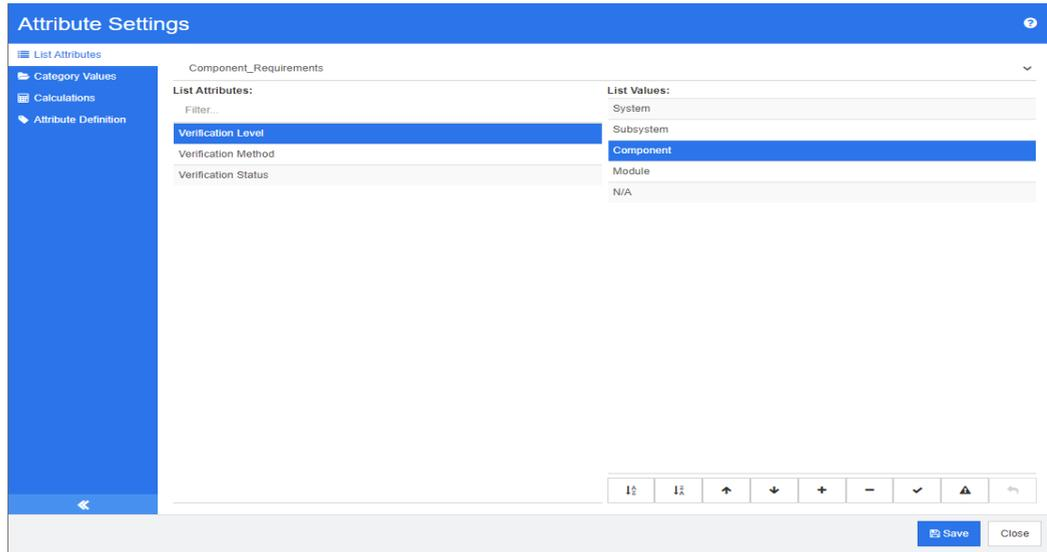 Attribute Settings
List Attributes
Category Values
Calculations
Attribute Definition
Component_Requirements
List Attributes:
Filter...
Verification Level
Verification Method
Verification Status
List Values:
System
Subsystem
Component
Module
N/A
Save
Close